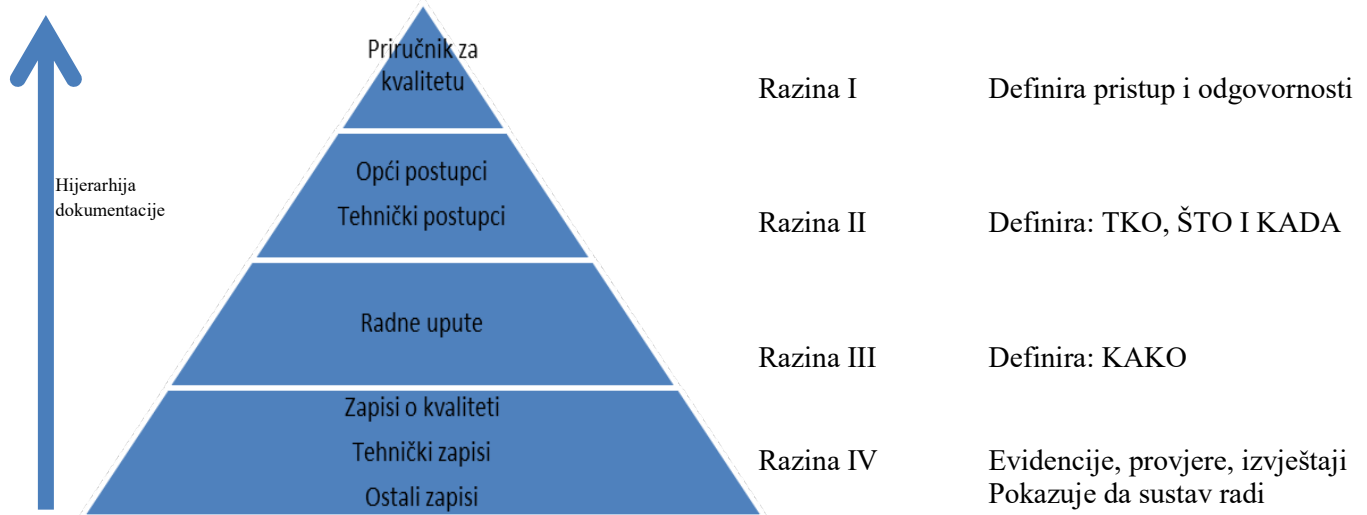 Priručnik za
kvalitetu
Razina I
Definira pristup i odgovornosti
Hijerarhija
dokumentacije
Opći postupci
Tehnički postupci
Razina II
Definira: TKO, ŠTO I KADA
Radne upute
Razina III
Definira: KAKO
Zapisi o kvaliteti
Tehnički zapisi
Ostali zapisi
Razina IV
Evidencije, provjere, izvještaji
Pokazuje da sustav radi